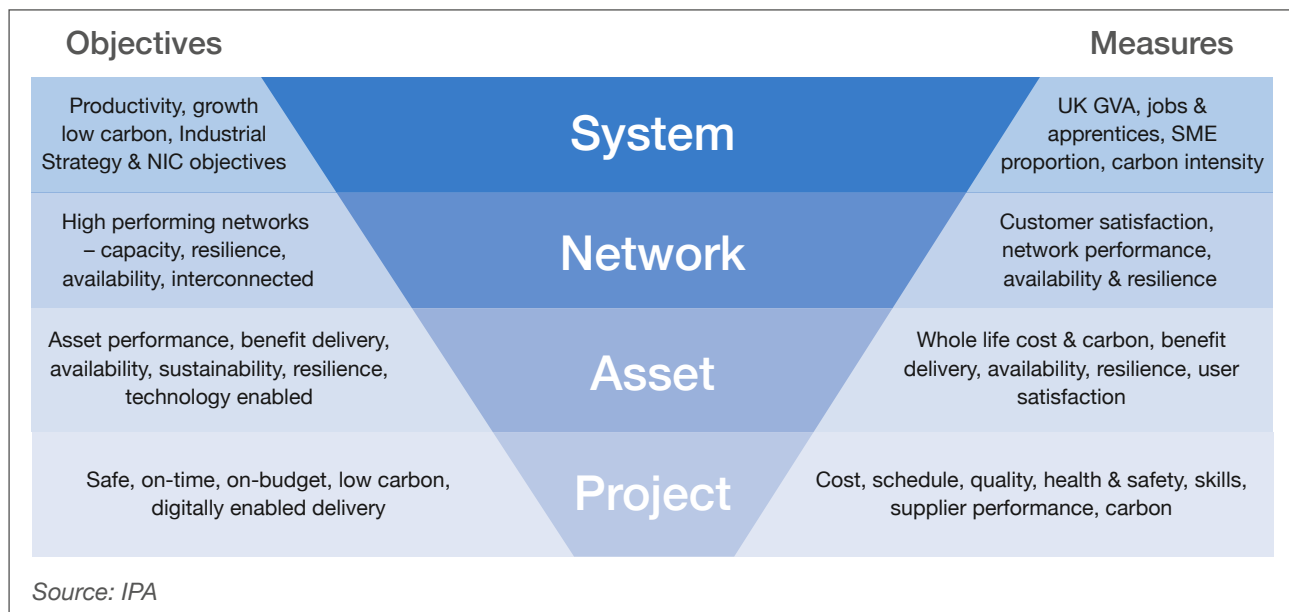 Objectives
Measures
Productivity, growth
low carbon, Industrial
Strategy & NIC objectives
System
UK GVA, jobs &
apprentices, SME
proportion, carbon intensity
High performing networks
– capacity, resilience,
availability, interconnected
Network
Customer satisfaction,
network performance,
availability & resilience
Asset performance, benefit delivery,
availability, sustainability, resilience,
technology enabled
Asset
Whole life cost & carbon, benefit
delivery, availability, resilience, user
satisfaction
Safe, on-time, on-budget, low carbon,
digitally enabled delivery
Project
Cost, schedule, quality, health & safety, skills,
supplier performance, carbon
Source: IPA